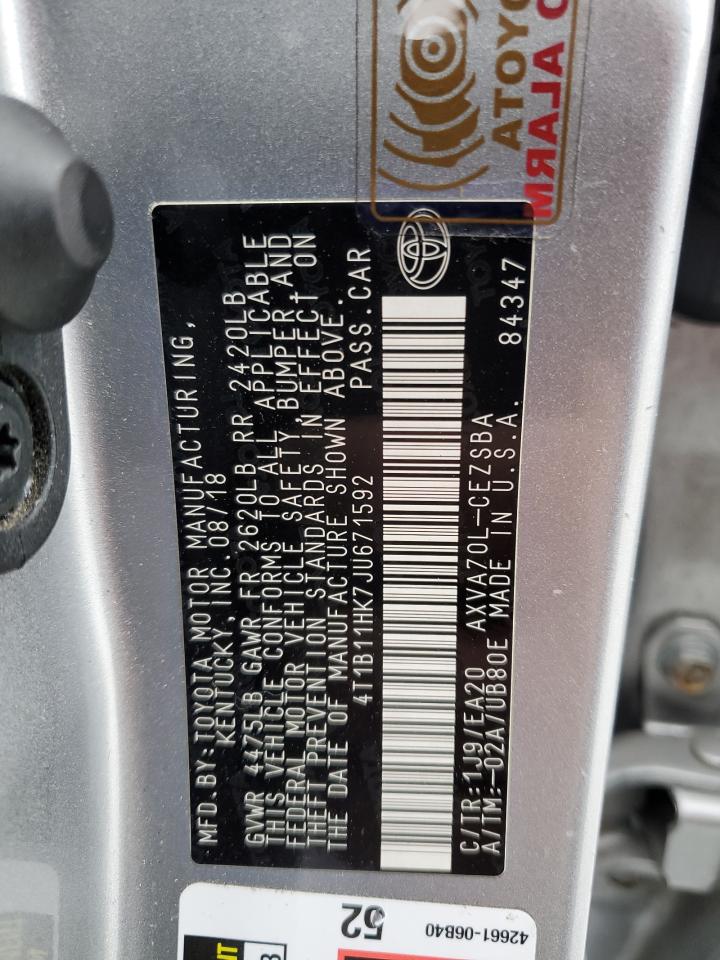 TOYOTA
ALARM
MFD. BY: TOYOTA MOTOR MANUFACTURING,
KENTUCKY, INC 08/18
GVWR 4475LB GAWR FR 2620LB RR 2420LB
THIS VEHICLE CONFORMS TO ALL APPLICABLE
FEDERAL MOTOR VEHICLE SAFETY, BUMPER AND
THEFT PREVENTION STANDARDS IN EFFECT ON
THE DATE OF MANUFACTURE SHOWN ABOVE.
4T1B11HK7JU671592 PASS.CAR
C/TR:1J9/EA20 AXVA70L-CEZSBA 84347
A/TM:-02A/UB80E MADE IN U.S.A.
52
42661-06B40